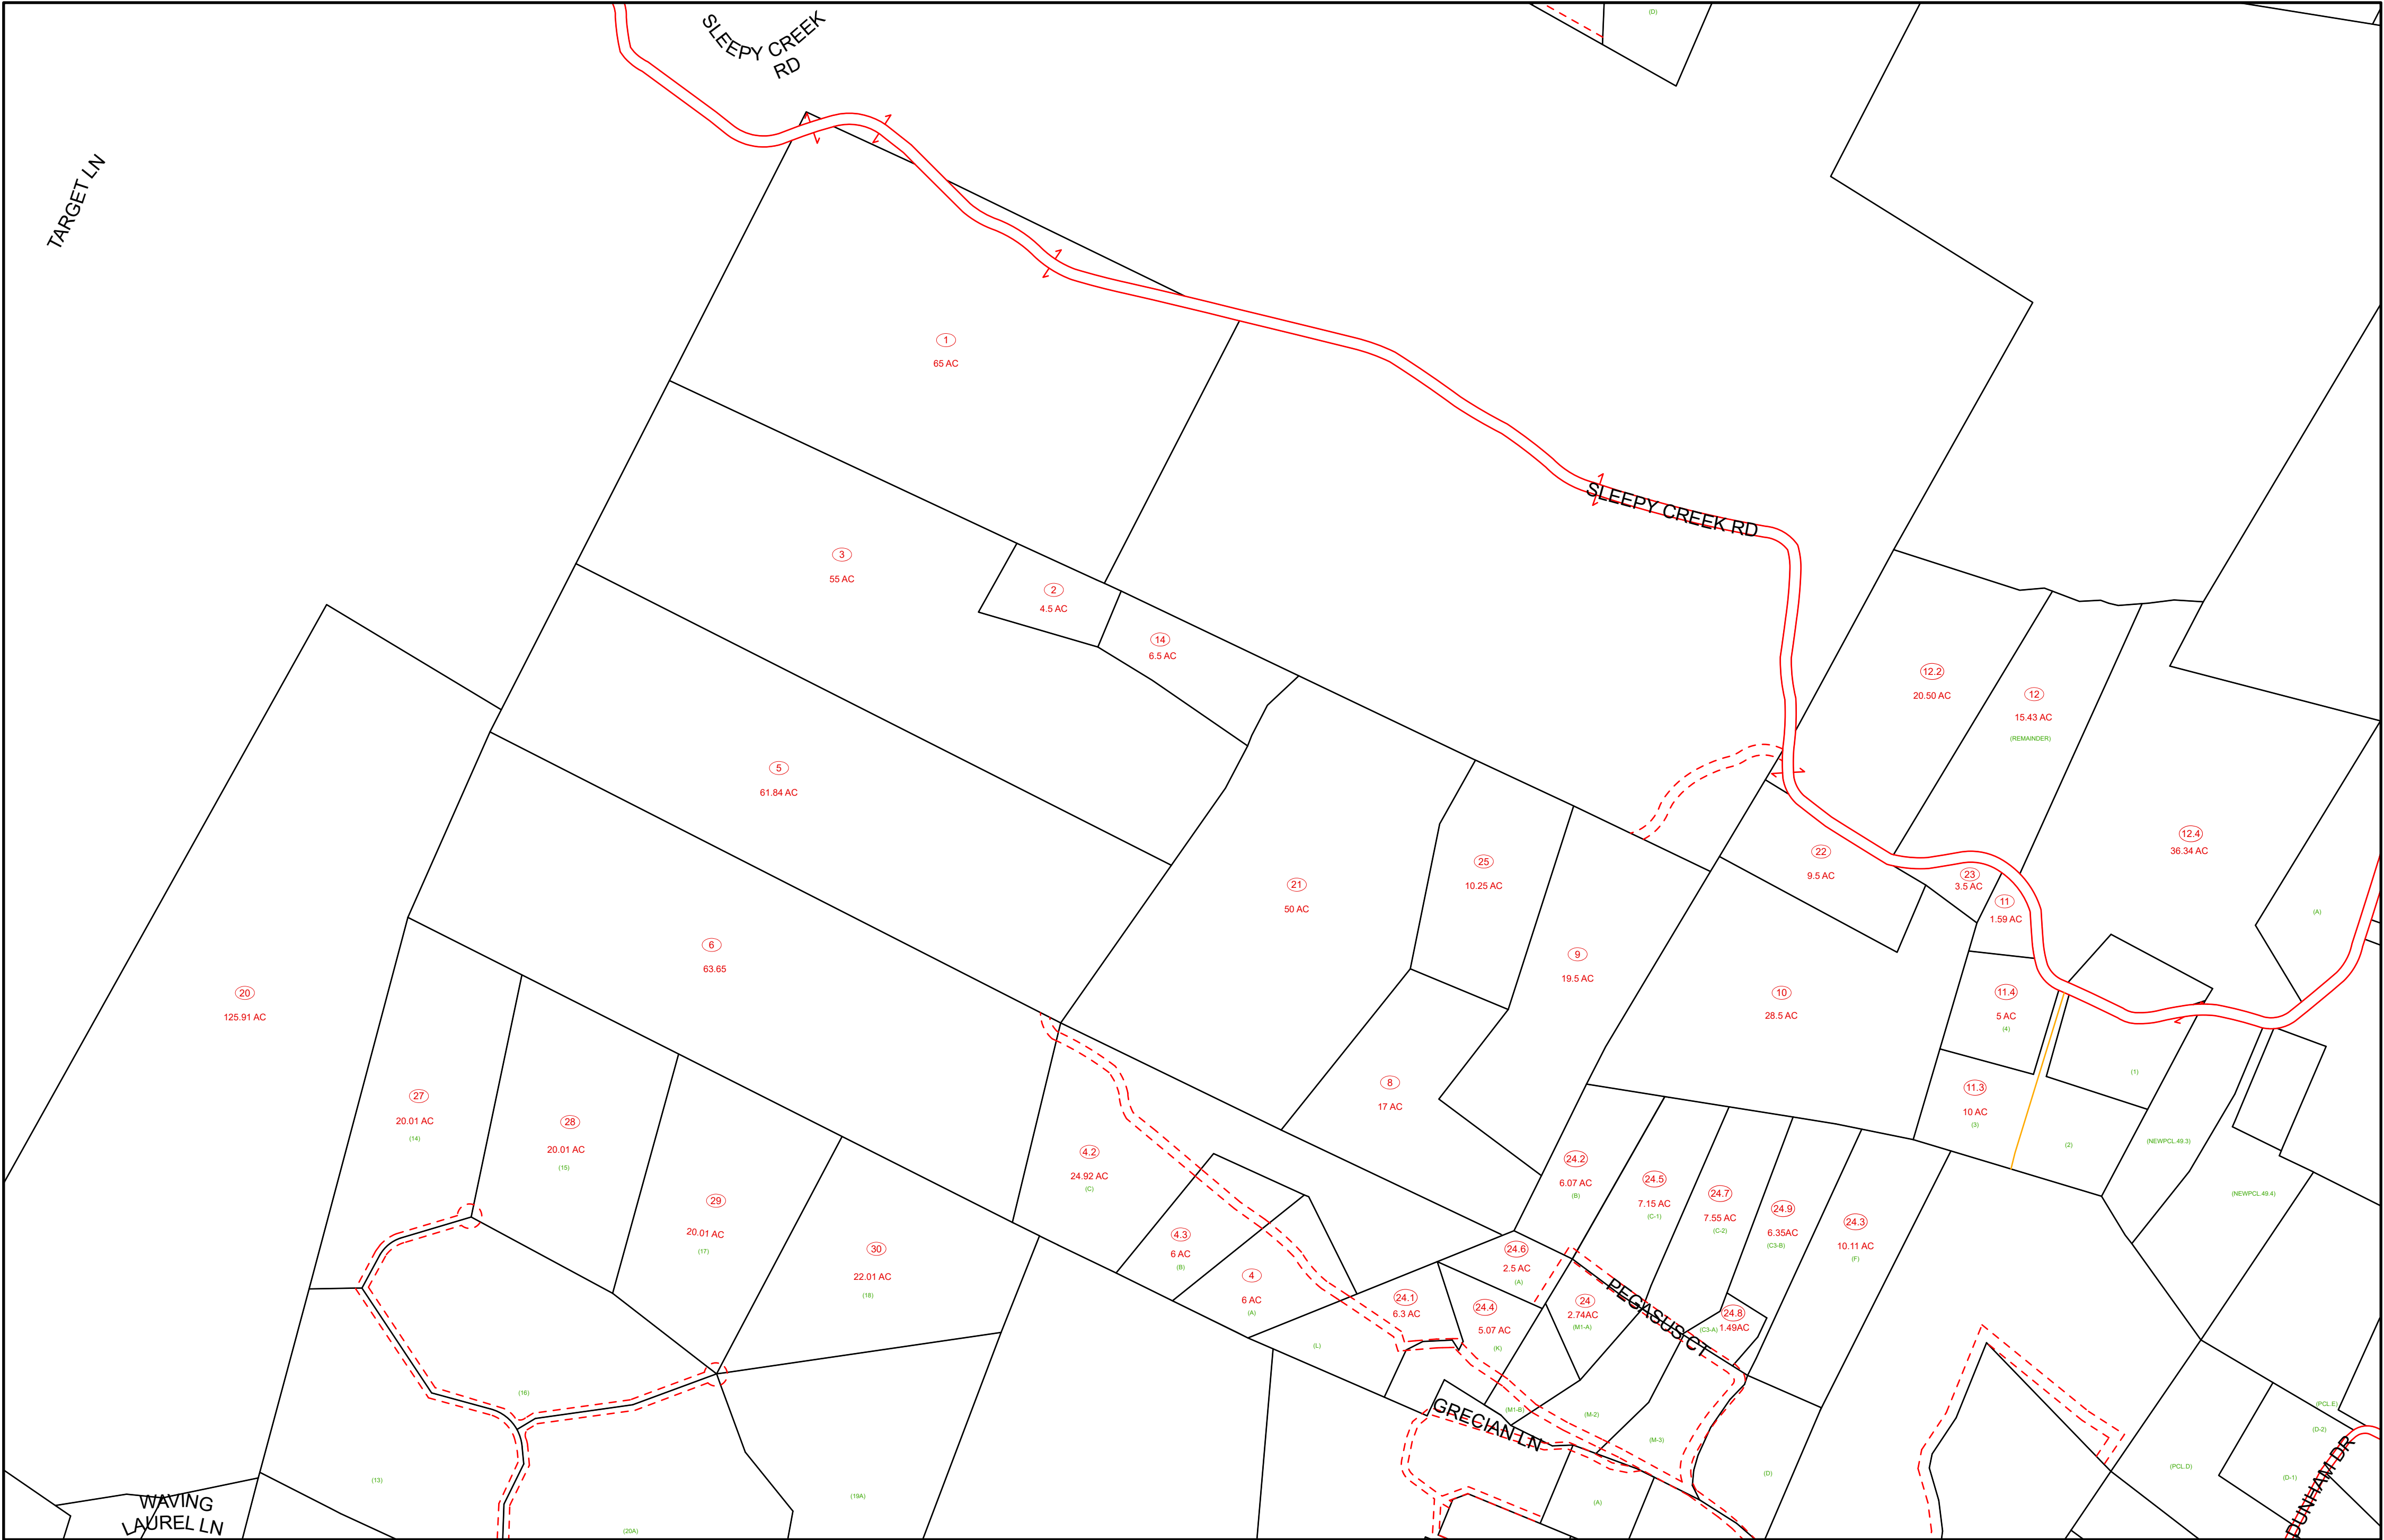 (D)
SLEEPY CREEK
RD
TARGET LN
1
65 AC
SLEEPY CREEK RD
3
55 AC
2
4.5 AC
14
6.5 AC
12.2
20.50 AC
12
15.43 AC
(REMAINDER)
5
61.84 AC
12.4
36.34 AC
22
9.5 AC
25
10.25 AC
23
3.5 AC
21
50 AC
11
1.59 AC
(A)
6
63.65
9
19.5 AC
20
125.91 AC
10
28.5 AC
11.4
5 AC
(4)
(1)
27
20.01 AC
(14)
28
20.01 AC
(15)
8
17 AC
11.3
10 AC
(3)
(2)
(NEWPCL.49.3)
4.2
24.92 AC
(C)
24.2
6.07 AC
(B)
24.5
7.15 AC
(C-1)
24.7
7.55 AC
(C-2)
24.9
6.35AC
(C3-B)
24.3
10.11 AC
(F)
(NEWPCL.49.4)
29
20.01 AC
(17)
30
22.01 AC
(18)
4.3
6 AC
(B)
4
6 AC
(A)
24.6
2.5 AC
(A)
24.1
6.3 AC
24.4
5.07 AC
(K)
24
2.74AC
(M1-A)
PEGASUS CT
24.8
1.49AC
(C3-A)
(L)
(16)
GRECIAN LN
(M1-B)
(M-2)
(M-3)
(PCL.E)
(D-2)
(13)
(19A)
(20A)
(A)
(D)
(PCL.D)
(D-1)
DUNHAM DR
WAVING
LAUREL LN